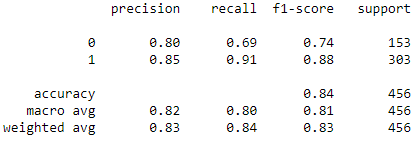 precision recall f1-score support
0 0.80 0.69 0.74 153
1 0.85 0.91 0.88 303
accuracy 0.84 456
macro avg 0.82 0.80 0.81 456
weighted avg 0.83 0.84 0.83 456